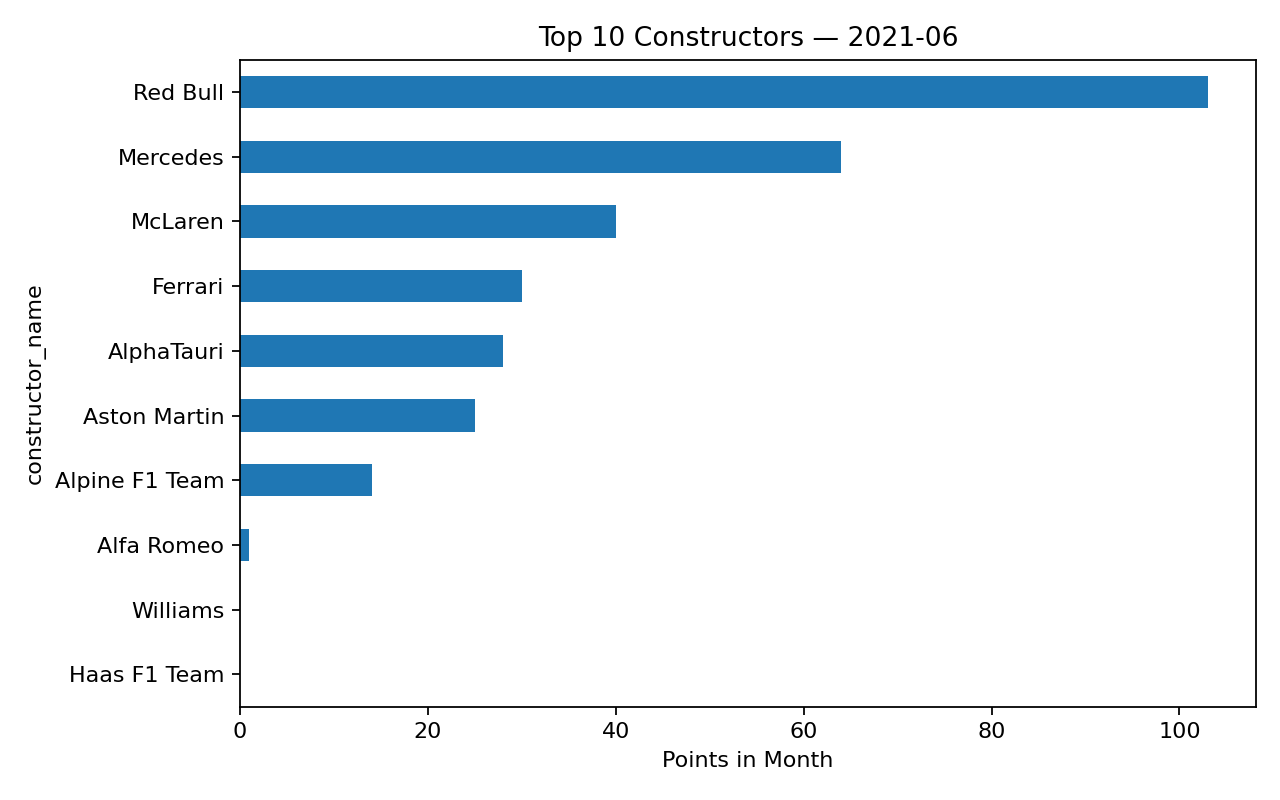 Top 10 Constructors — 2021-06
constructor_name
Red Bull
Mercedes
McLaren
Ferrari
AlphaTauri
Aston Martin
Alpine F1 Team
Alfa Romeo
Williams
Haas F1 Team
0 20 40 60 80 100
Points in Month